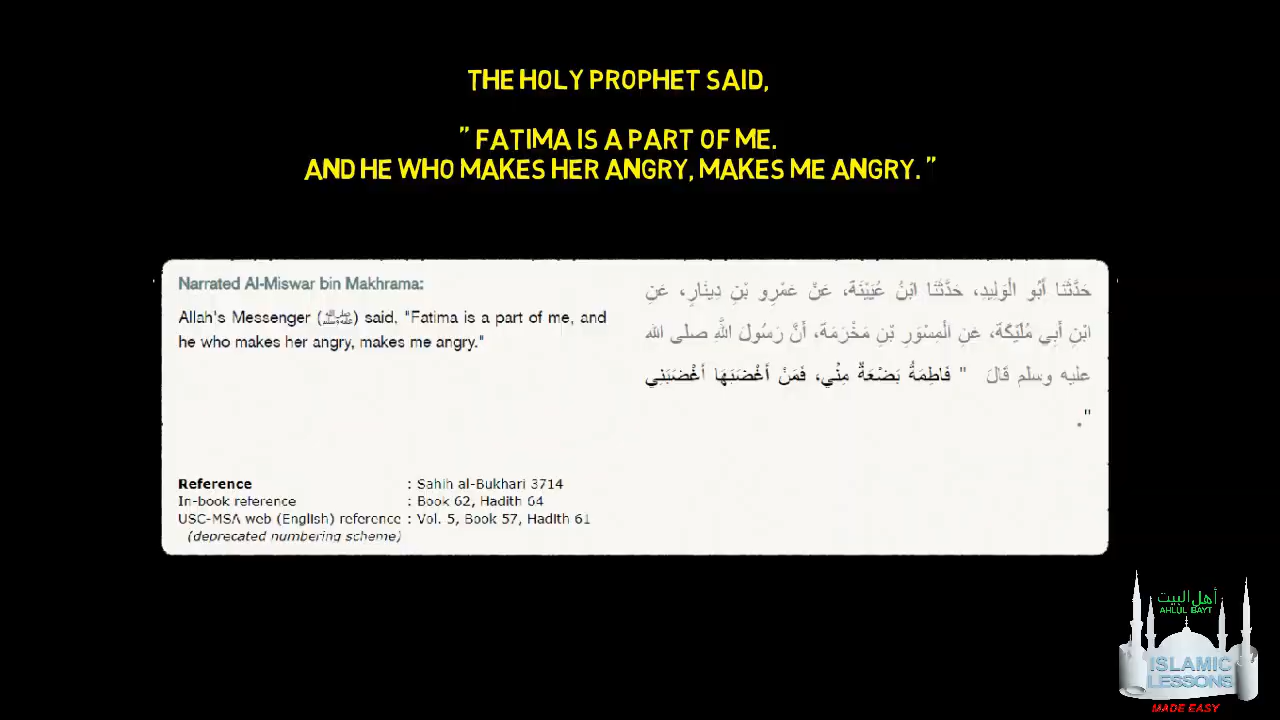 THE HOLY PROPHET SAID,
" FATIMA IS A PART OF ME.
AND HE WHO MAKES HER ANGRY, MAKES ME ANGRY. "
Narrated Al-Miswar bin Makhrama:
Allah's Messenger (ﷺ) said, "Fatima is a part of me, and
he who makes her angry, makes me angry."
حَدَّثَنَا أَبُو الْوَلِيدِ، حَدَّثَنَا ابْنُ عُيَيْنَةَ، عَنْ عَمْرِو بْنِ دِينَارٍ، عَنِ
ابْنِ أَبِي مُلَيْكَةَ، عَنِ الْمِسْوَرِ بْنِ مَخْرَمَةَ، أَنَّ رَسُولَ اللَّهِ صلى الله
عليه وسلم قَالَ ‏"‏ فَاطِمَةُ بَضْعَةٌ مِنِّي، فَمَنْ أَغْضَبَهَا أَغْضَبَنِي
‏"‏‏.‏
Reference : Sahih al-Bukhari 3714
In-book reference : Book 62, Hadith 64
USC-MSA web (English) reference : Vol. 5, Book 57, Hadith 61
(deprecated numbering scheme)
أهل البيت
AHLUL BAYT
ISLAMIC
LESSONS
MADE EASY